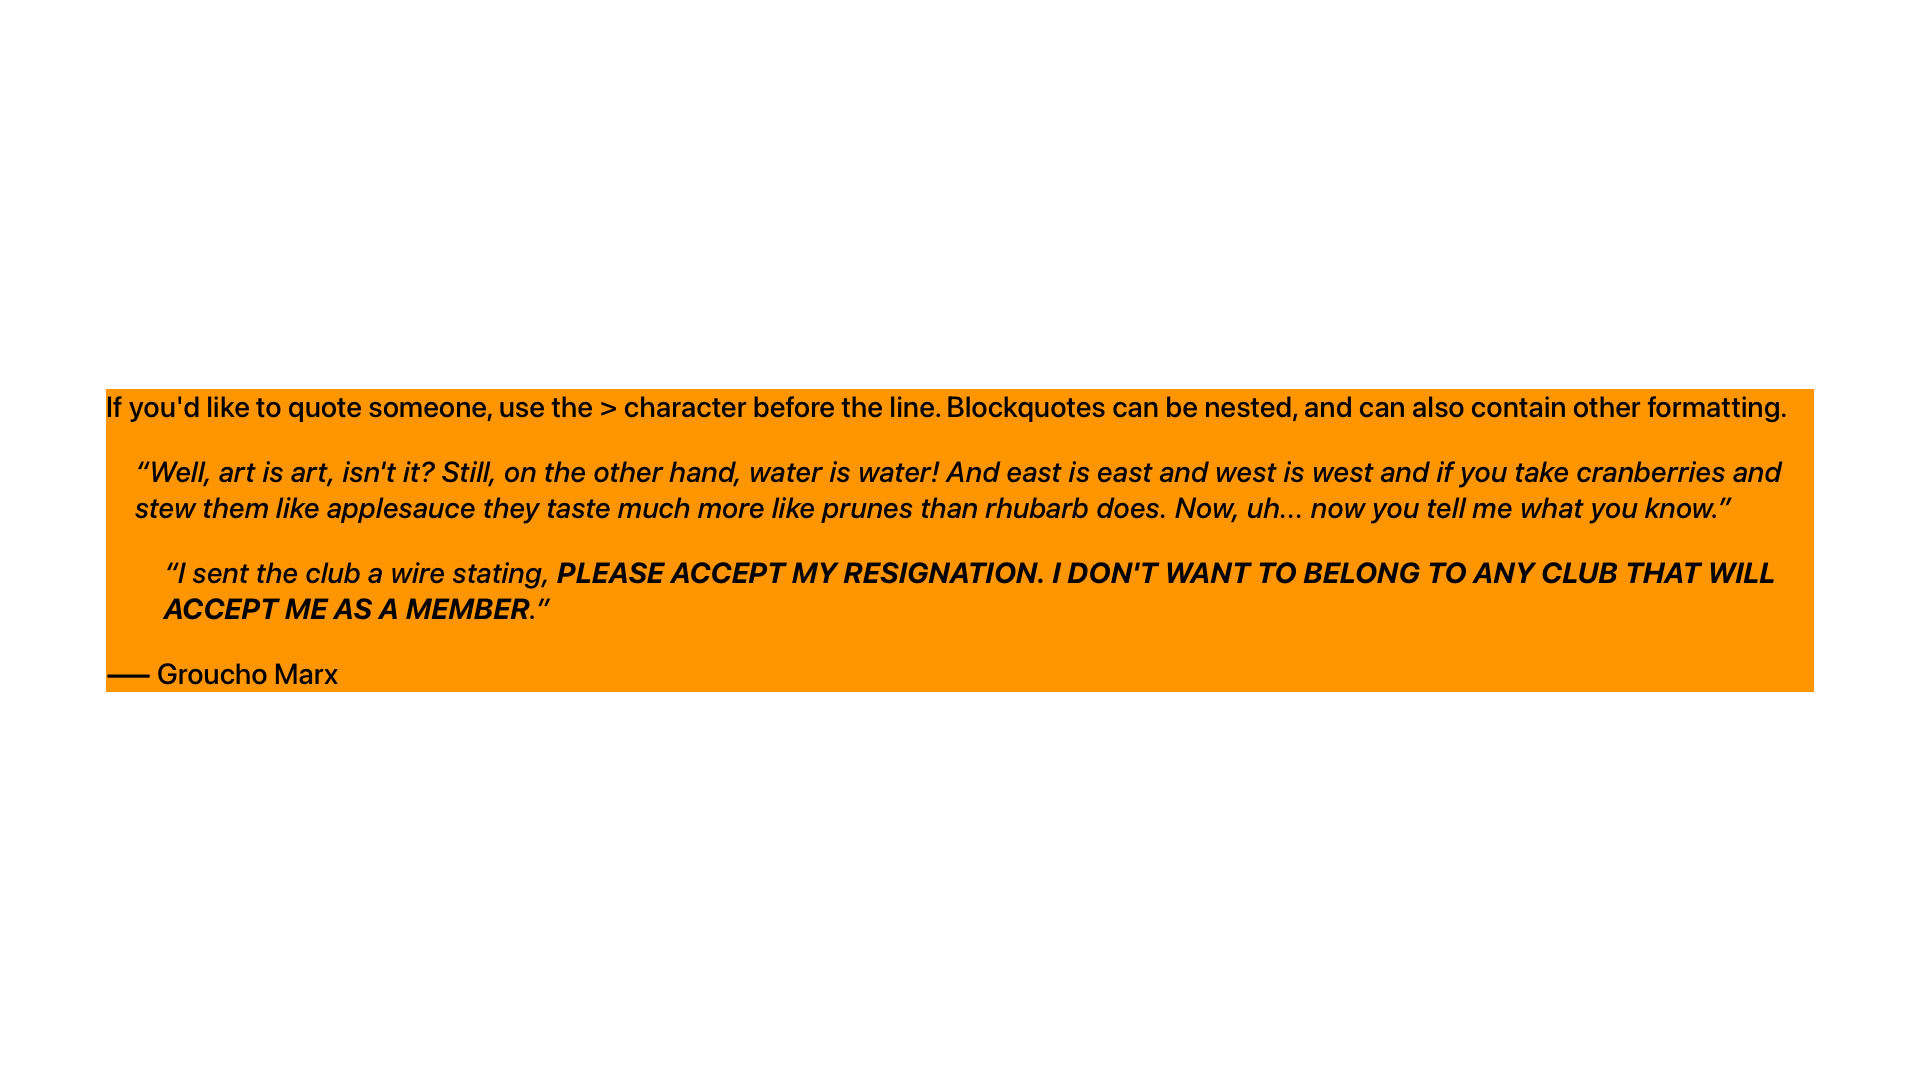 If you'd like to quote someone, use the > character before the line. Blockquotes can be nested, and can also contain other formatting.
“Well, art is art, isn't it? Still, on the other hand, water is water! And east is east and west is west and if you take cranberries and
stew them like applesauce they taste much more like prunes than rhubarb does. Now, uh... now you tell me what you know.”
“I sent the club a wire stating, PLEASE ACCEPT MY RESIGNATION. I DON'T WANT TO BELONG TO ANY CLUB THAT WILL
ACCEPT ME AS A MEMBER.”
—– Groucho Marx